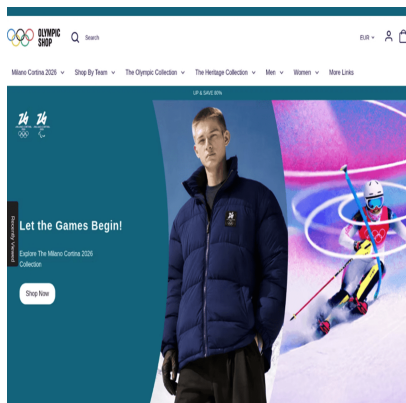 OLYMPIC
SHOP
Search
EUR
Milano Cortina 2026
Shop By Team
The Olympic Collection
The Heritage Collection
Men
Women
More Links
UP & SAVE 80%
Let the Games Begin!
Explore The Milano Cortina 2026
Collection
Shop Now
Recently Viewed